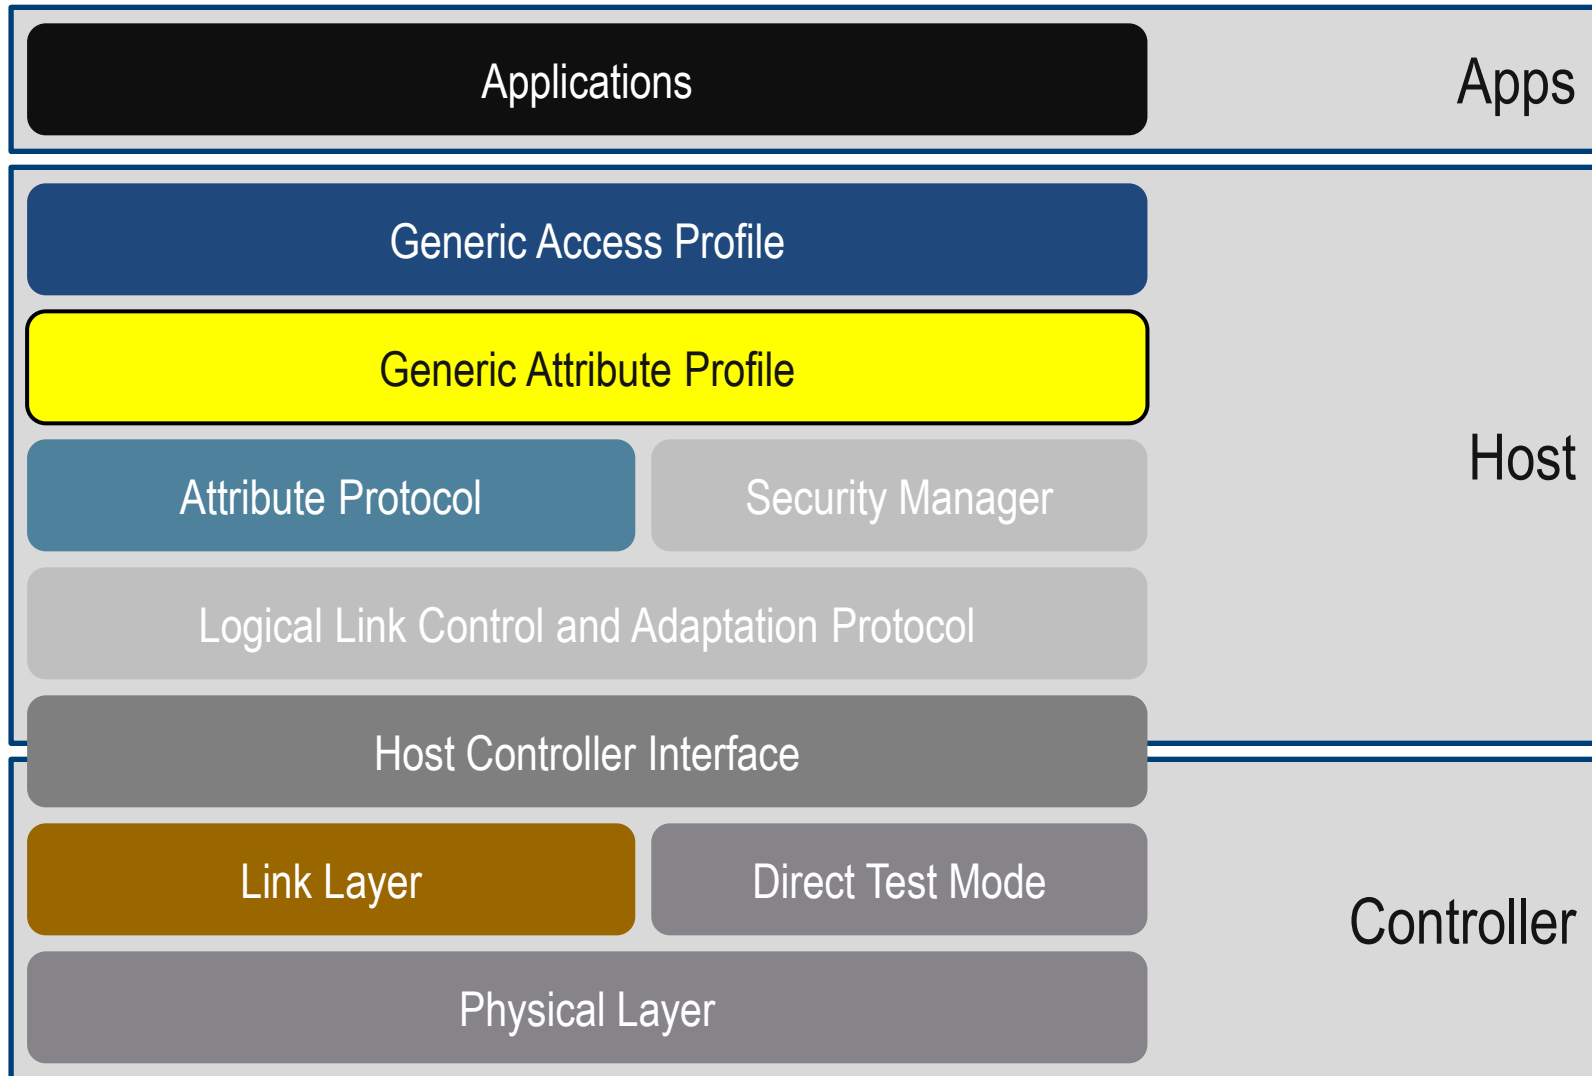 Applications
Apps
Generic Access Profile
Generic Attribute Profile
Host
Attribute Protocol
Security Manager
Logical Link Control and Adaptation Protocol
Host Controller Interface
Link Layer
Direct Test Mode
Controller
Physical Layer